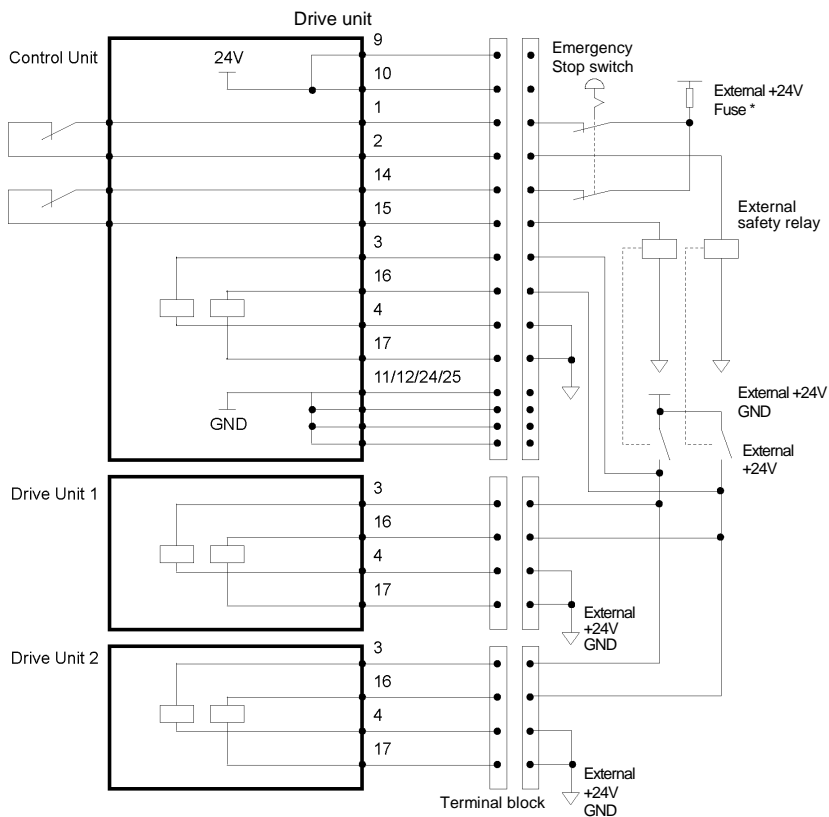 Drive unit
Control Unit
24V
9
10
1
2
14
15
3
16
4
17
11/12/24/25
GND
Emergency
Stop switch
External +24V
Fuse *
External
safety relay
External +24V
GND
External
+24V
Drive Unit 1
3
16
4
17
External
+24V
GND
Drive Unit 2
3
16
4
17
External
+24V
GND
Terminal block